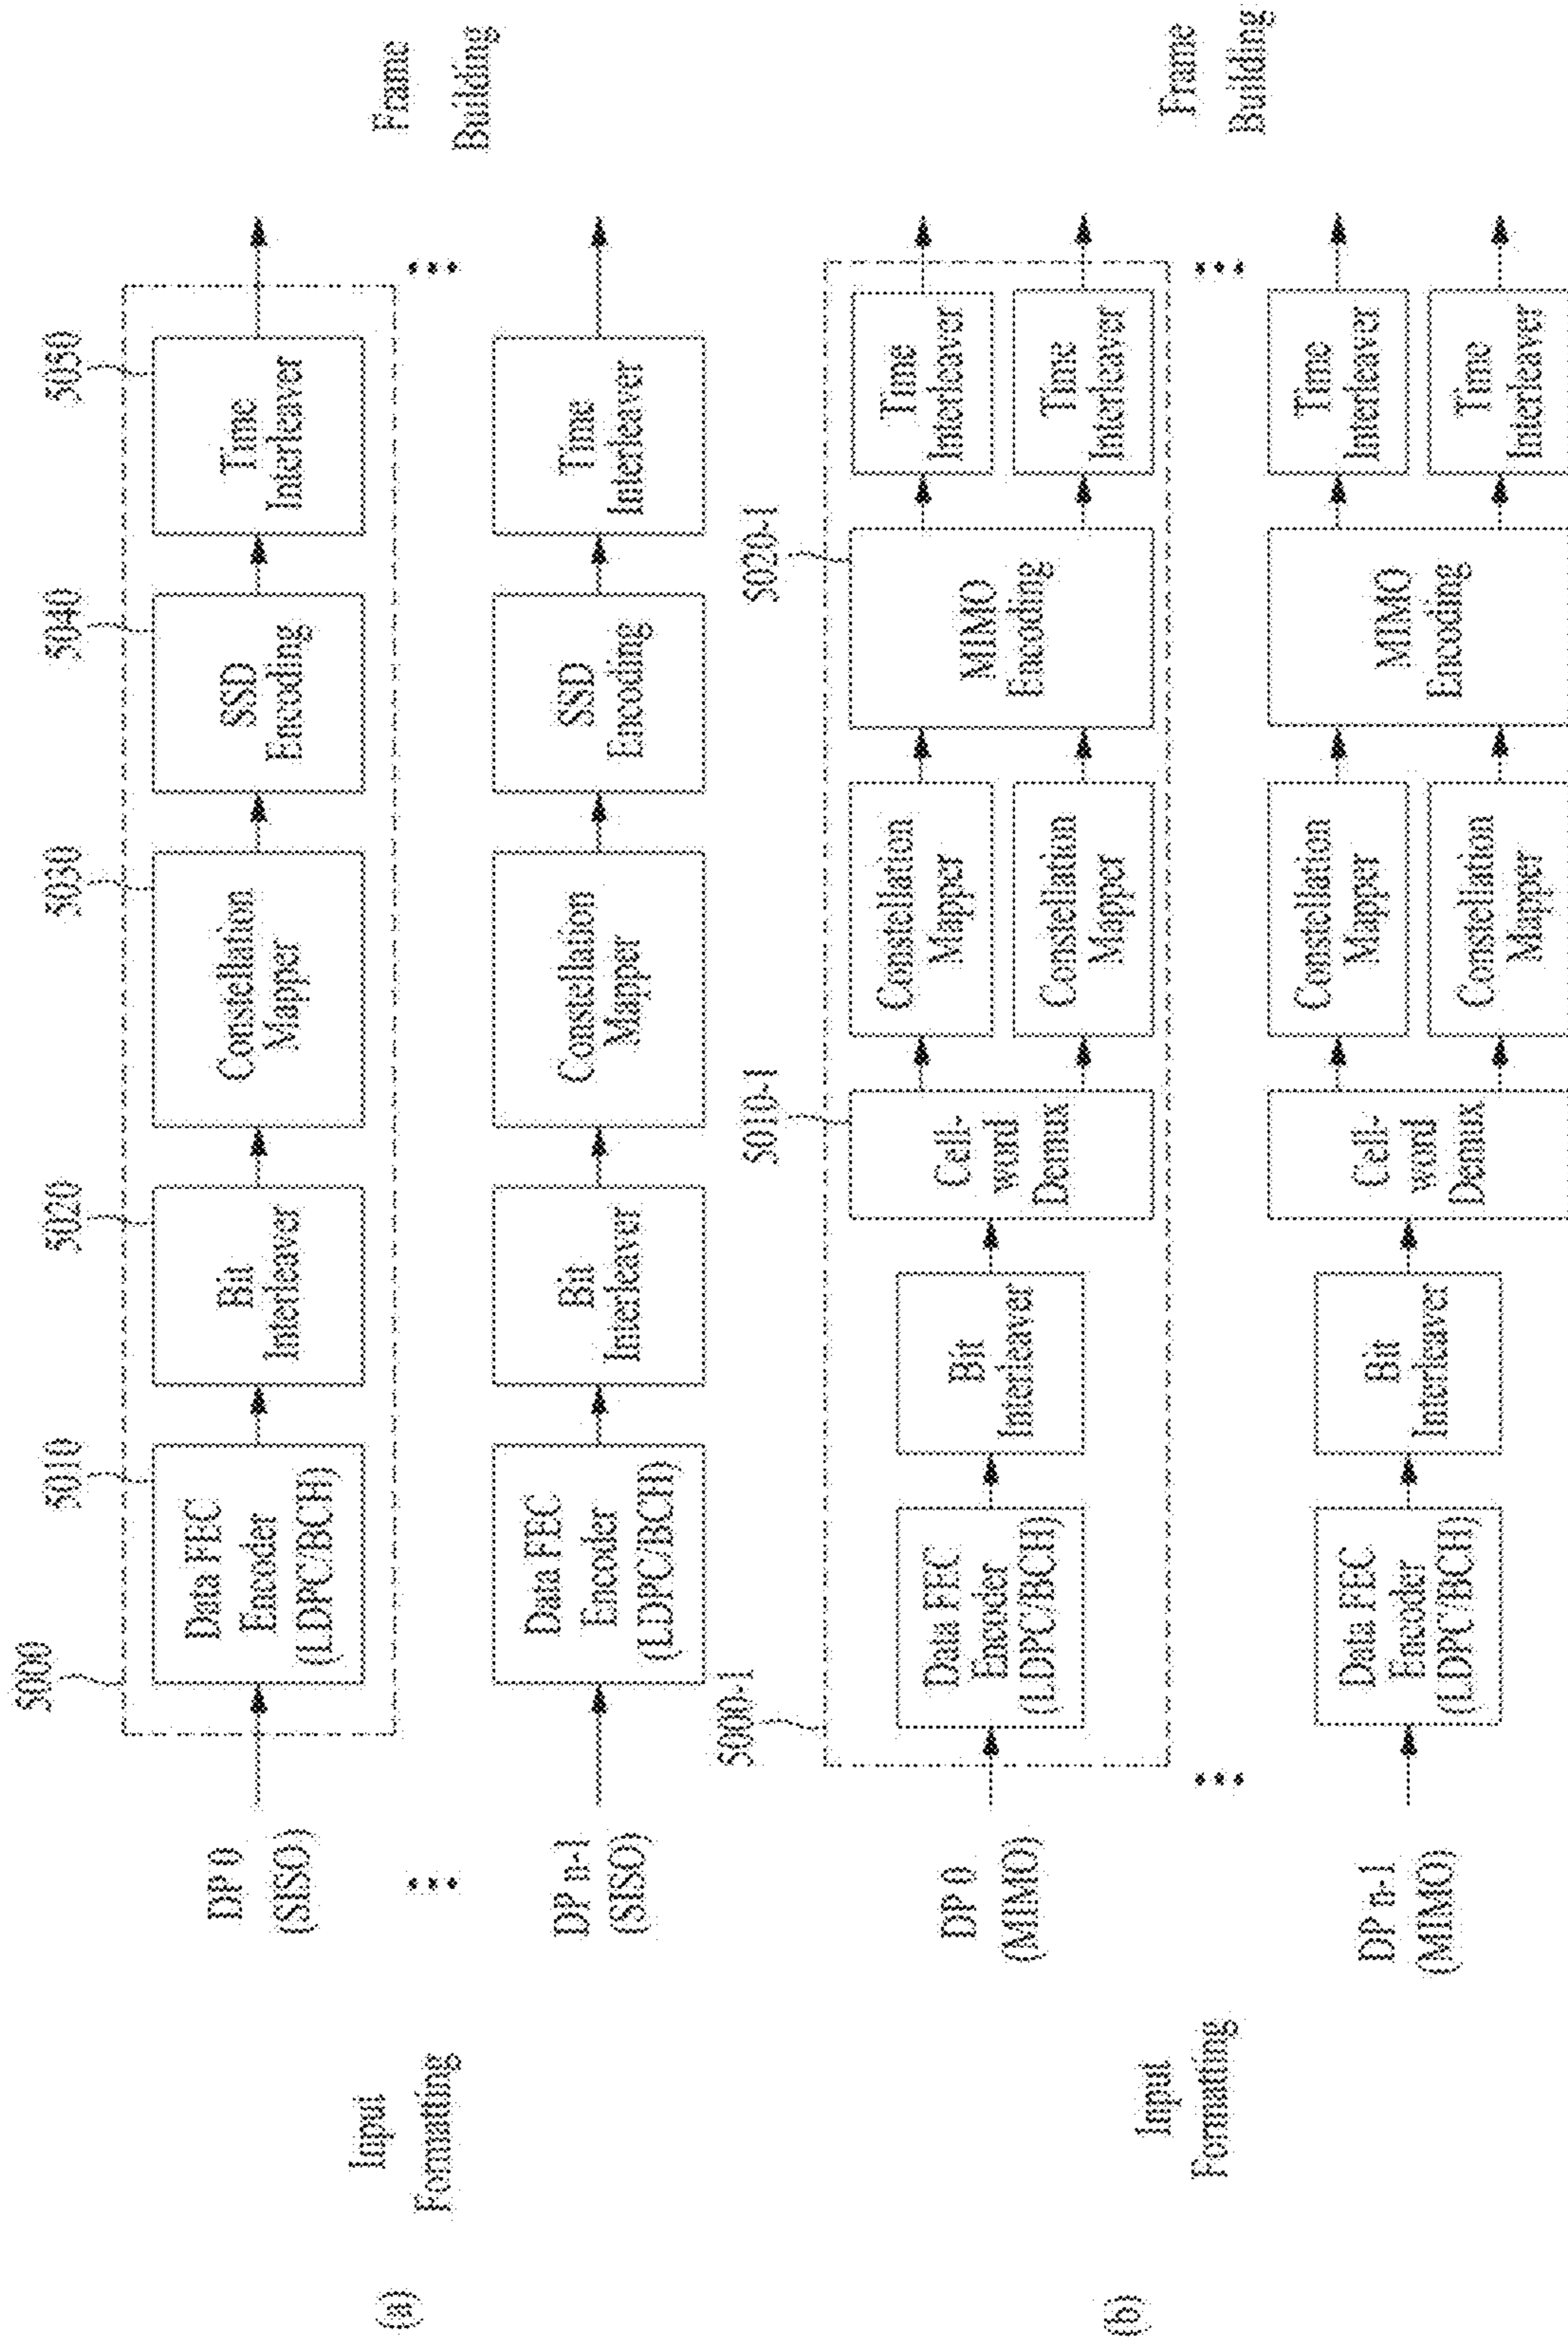 (a)
Input
Formatting
DP 0
(SISO)
5000
Data FEC
Encoder
(LDPC/BCH)
5010
Bit
Interleaver
5020
Constellation
Mapper
5030
SSD
Encoding
5040
Time
Interleaver
5050
Frame
Building
DP n-1
(SISO)
Data FEC
Encoder
(LDPC/BCH)
Bit
Interleaver
Constellation
Mapper
SSD
Encoding
Time
Interleaver
(b)
Input
Formatting
DP 0
(MIMO)
5000-1
Data FEC
Encoder
(LDPC/BCH)
Bit
Interleaver
Cell-
word
Demux
5010-1
Constellation
Mapper
Constellation
Mapper
MIMO
Encoding
5020-1
Time
Interleaver
Time
Interleaver
Frame
Building
DP n-1
(MIMO)
Data FEC
Encoder
(LDPC/BCH)
Bit
Interleaver
Cell-
word
Demux
Constellation
Mapper
Constellation
Mapper
MIMO
Encoding
Time
Interleaver
Time
Interleaver